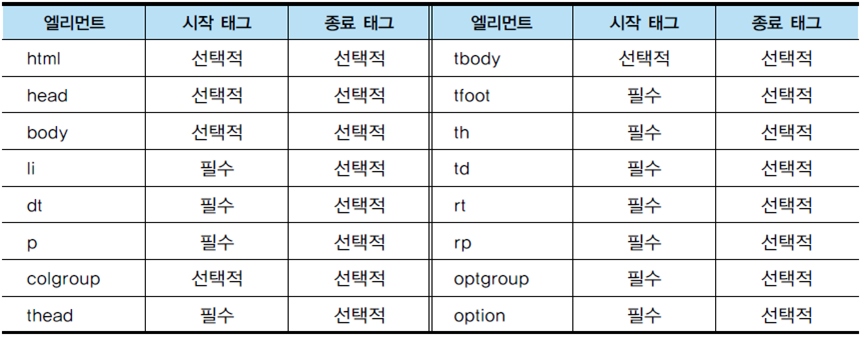 엘리먼트 시작 태그 종료 태그 엘리먼트 시작 태그 종료 태그
html 선택적 선택적 tbody 선택적 선택적
head 선택적 선택적 tfoot 필수 선택적
body 선택적 선택적 th 필수 선택적
li 필수 선택적 td 필수 선택적
dt 필수 선택적 rt 필수 선택적
p 필수 선택적 rp 필수 선택적
colgroup 선택적 선택적 optgroup 필수 선택적
thead 필수 선택적 option 필수 선택적